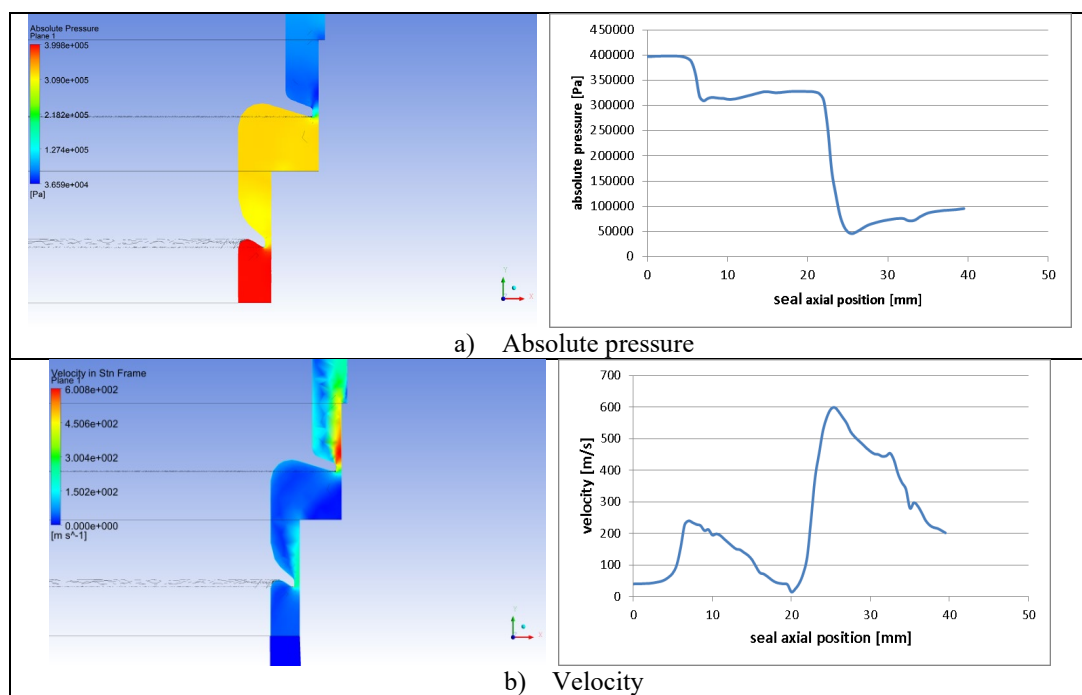 Absolute Pressure
Plane 1
3.998e+005
3.090e+005
2.182e+005
1.274e+005
3.659e+004
[Pa]
Y
X
absolute pressure [Pa]
450000
400000
350000
300000
250000
200000
150000
100000
50000
0
0 10 20 30 40 50
seal axial position [mm]
a) Absolute pressure
Velocity in Stn Frame
Plane 1
6.008e+002
4.506e+002
3.004e+002
1.502e+002
0.000e+000
[m s^-1]
velocity [m/s]
700
600
500
400
300
200
100
0
0 10 20 30 40 50
seal axial position [mm]
b) Velocity